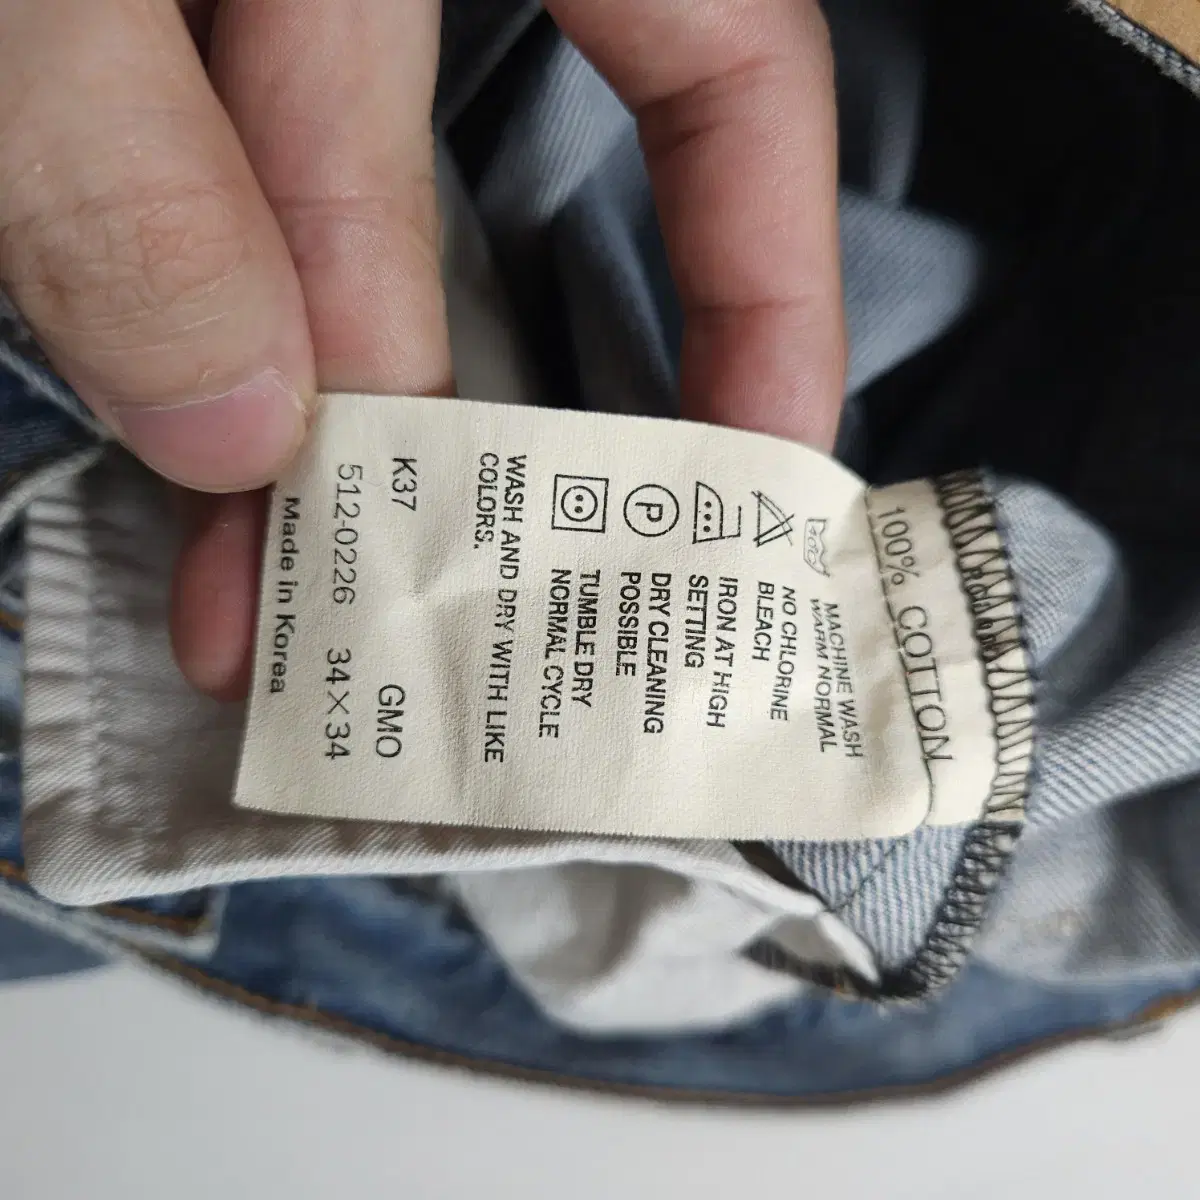 100% COTTON
MACHINE WASH
WARM NORMAL
NO CHLORINE
BLEACH
IRON AT HIGH
SETTING
P
DRY CLEANING
POSSIBLE
TUMBLE DRY
NORMAL CYCLE
WASH AND DRY WITH LIKE
COLORS.
K37 GMO
512-0226 34×34
Made in Korea